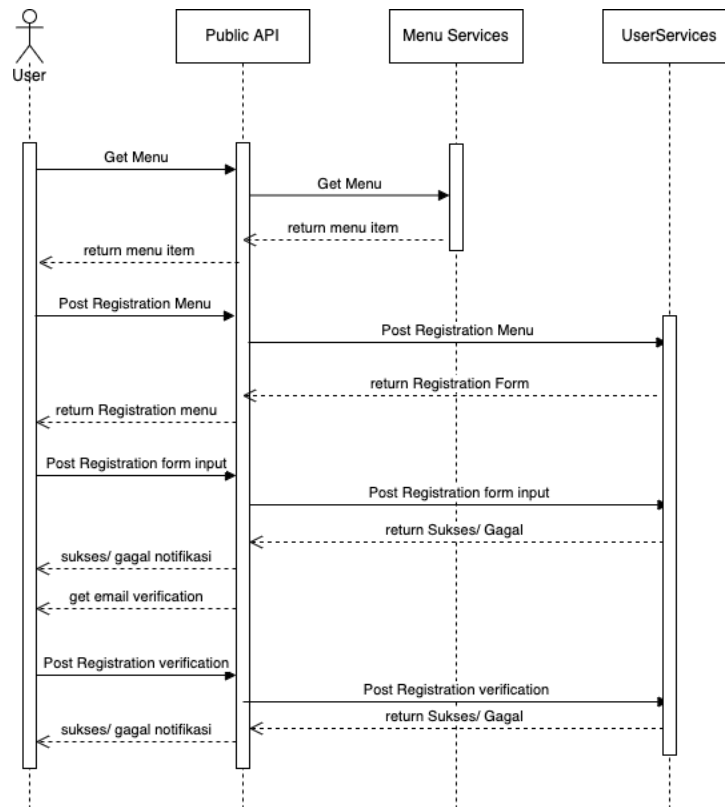 Public API
Menu Services
UserServices
User
Get Menu
Get Menu
return menu item
return menu item
Post Registration Menu
Post Registration Menu
return Registration Form
return Registration menu
Post Registration form input
Post Registration form input
return Sukses/ Gagal
sukses/ gagal notifikasi
get email verification
Post Registration verification
Post Registration verification
return Sukses/ Gagal
sukses/ gagal notifikasi